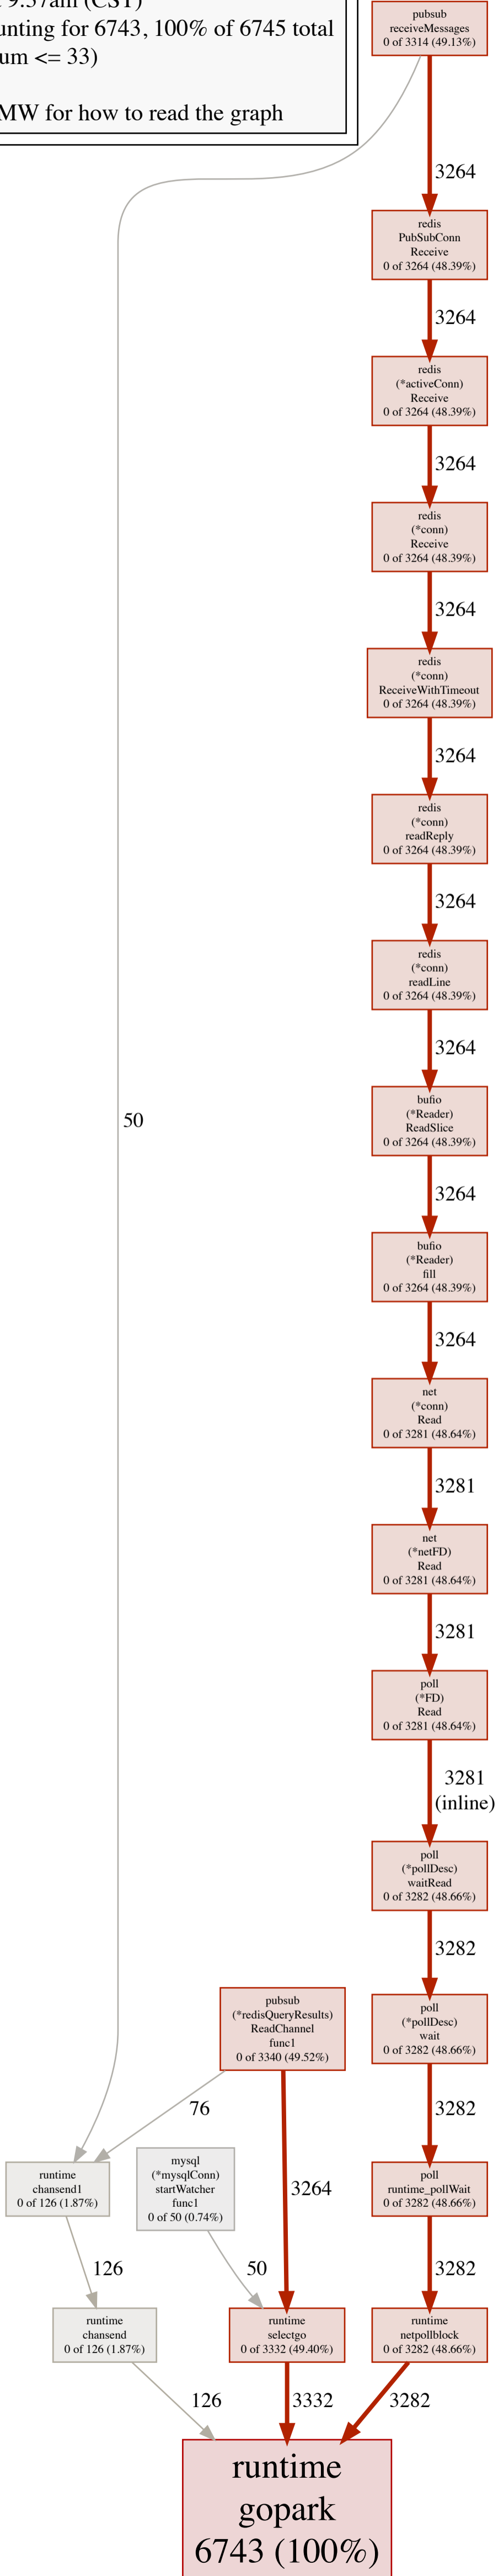 9:37am (CST)
unting for 6743, 100% of 6745 total
um <= 33)
MW for how to read the graph
pubsub
receiveMessages
0 of 3314 (49.13%)
3264
redis
PubSubConn
Receive
0 of 3264 (48.39%)
3264
redis
(*activeConn)
Receive
0 of 3264 (48.39%)
3264
redis
(*conn)
Receive
0 of 3264 (48.39%)
3264
redis
(*conn)
ReceiveWithTimeout
0 of 3264 (48.39%)
3264
redis
(*conn)
readReply
0 of 3264 (48.39%)
3264
redis
(*conn)
readLine
0 of 3264 (48.39%)
3264
bufio
(*Reader)
ReadSlice
0 of 3264 (48.39%)
50
3264
bufio
(*Reader)
fill
0 of 3264 (48.39%)
3264
net
(*conn)
Read
0 of 3281 (48.64%)
3281
net
(*netFD)
Read
0 of 3281 (48.64%)
3281
poll
(*FD)
Read
0 of 3281 (48.64%)
3281
(inline)
poll
(*pollDesc)
waitRead
0 of 3282 (48.66%)
3282
pubsub
(*redisQueryResults)
ReadChannel
func1
0 of 3340 (49.52%)
poll
(*pollDesc)
wait
0 of 3282 (48.66%)
76
3282
runtime
chansend1
0 of 126 (1.87%)
mysql
(*mysqlConn)
startWatcher
func1
0 of 50 (0.74%)
3264
poll
runtime_pollWait
0 of 3282 (48.66%)
126
50
3282
runtime
chansend
0 of 126 (1.87%)
runtime
selectgo
0 of 3332 (49.40%)
runtime
netpollblock
0 of 3282 (48.66%)
126
3332
3282
runtime
gopark
6743 (100%)